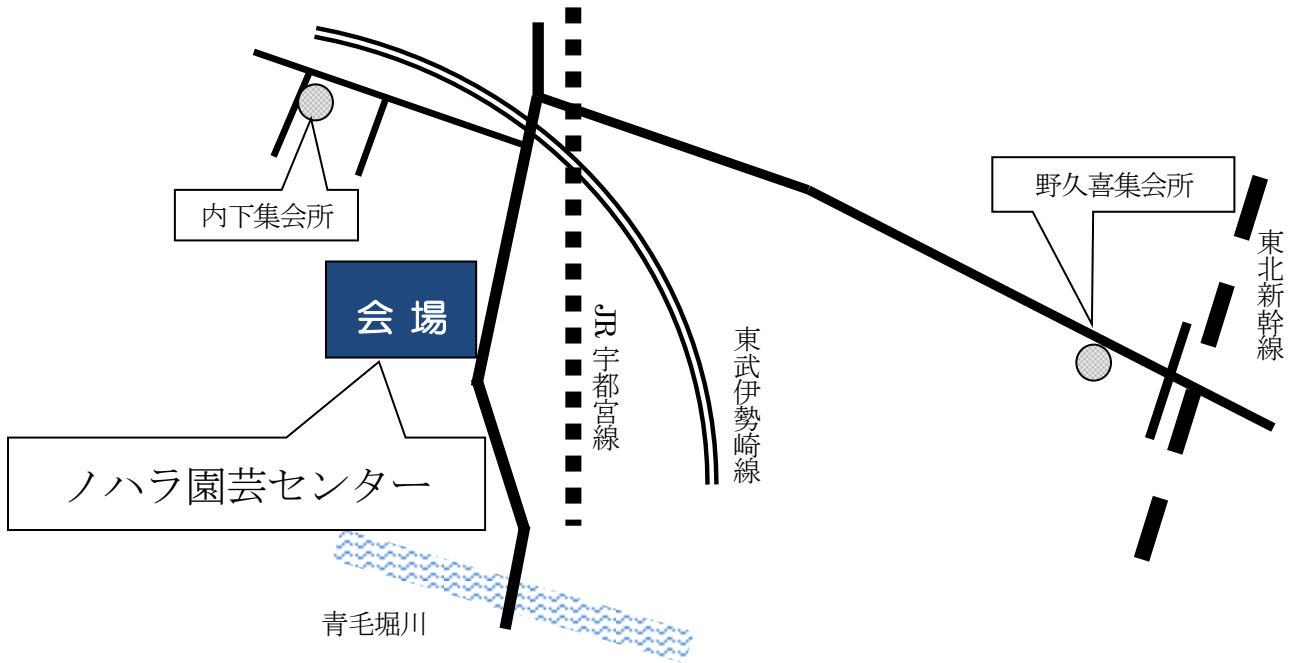 内下集会所
野久喜集会所
東北新幹線
会場
JR 宇都宮線
東武伊勢崎線
ノハラ園芸センター
青毛堀川